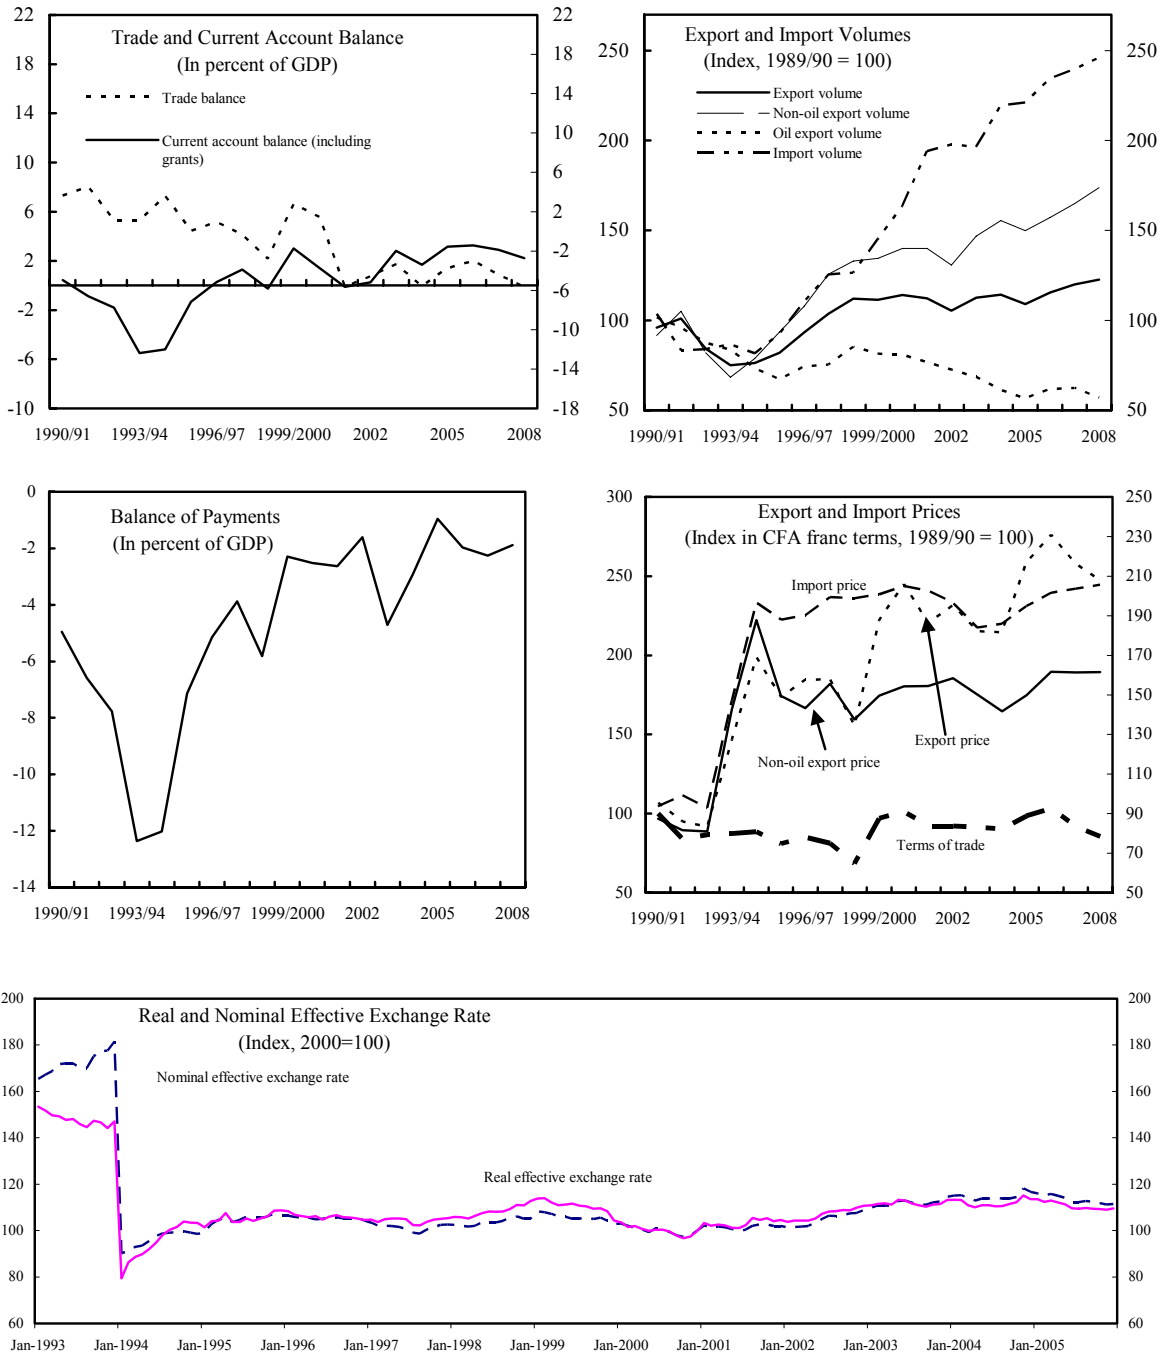 Trade and Current Account Balance
(In percent of GDP)
Trade balance
Current account balance (including
grants)
22
18
14
10
6
2
-2
-6
-10
22
18
14
10
6
2
-2
-6
-10
-14
-18
1990/91 1993/94 1996/97 1999/2000 2002 2005 2008
Export and Import Volumes
(Index, 1989/90 = 100)
Export volume
Non-oil export volume
Oil export volume
Import volume
250
200
150
100
50
250
200
150
100
50
1990/91 1993/94 1996/97 1999/2000 2002 2005 2008
Balance of Payments
(In percent of GDP)
0
-2
-4
-6
-8
-10
-12
-14
1990/91 1993/94 1996/97 1999/2000 2002 2005 2008
Export and Import Prices
(Index in CFA franc terms, 1989/90 = 100)
Import price
Export price
Non-oil export price
Terms of trade
300
250
200
150
100
50
250
230
210
190
170
150
130
110
90
70
50
1990/91 1993/94 1996/97 1999/2000 2002 2005 2008
Real and Nominal Effective Exchange Rate
(Index, 2000=100)
Nominal effective exchange rate
Real effective exchange rate
200
180
160
140
120
100
80
60
200
180
160
140
120
100
80
60
Jan-1993 Jan-1994 Jan-1995 Jan-1996 Jan-1997 Jan-1998 Jan-1999 Jan-2000 Jan-2001 Jan-2002 Jan-2003 Jan-2004 Jan-2005